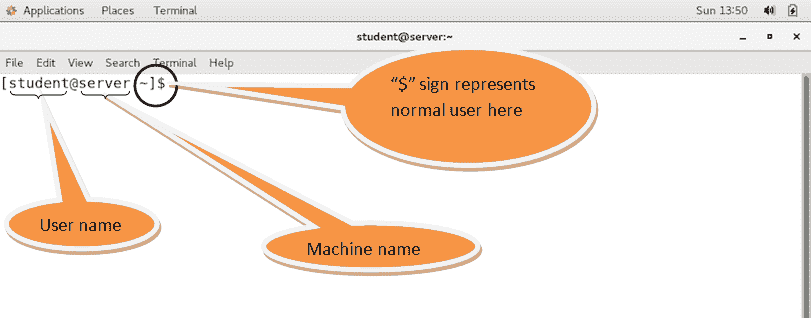 Applications Places Terminal Sun 13:50
student@server:~
File Edit View Search Terminal Help
[student@server ~]$
“$” sign represents
normal user here
User name
Machine name